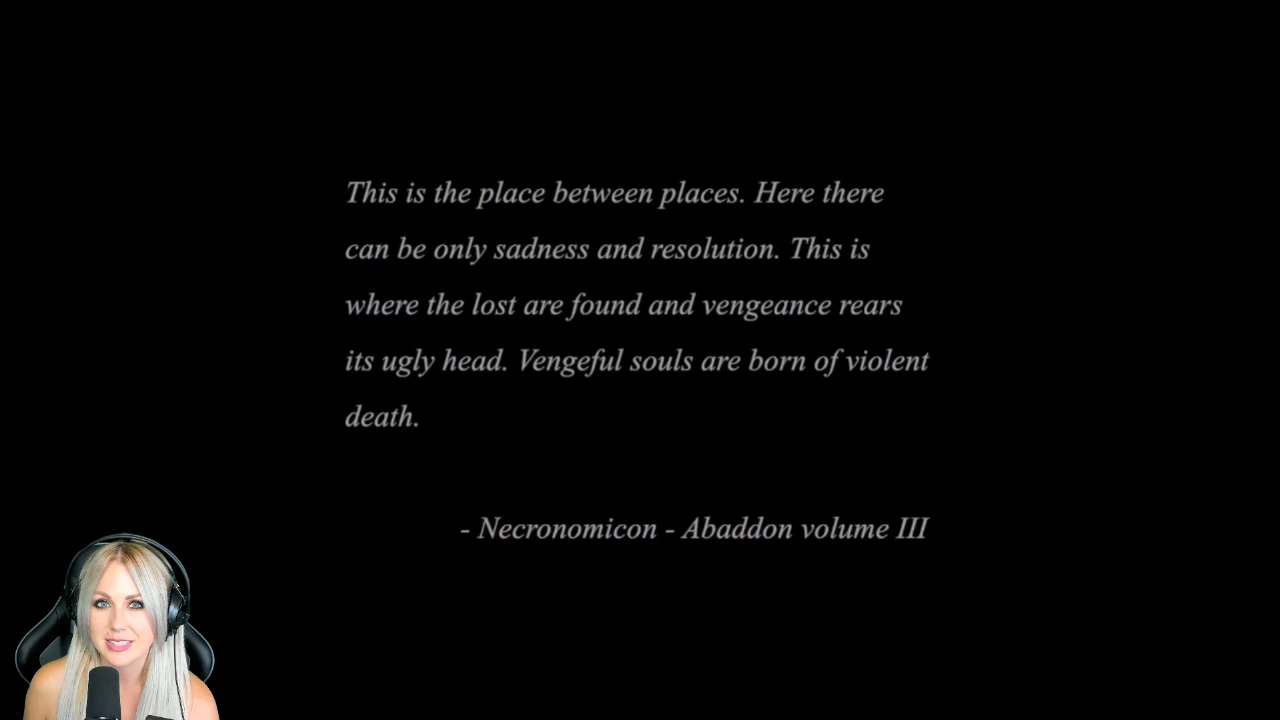 This is the place between places. Here there
can be only sadness and resolution. This is
where the lost are found and vengeance rears
its ugly head. Vengeful souls are born of violent
death.
- Necronomicon - Abaddon volume III